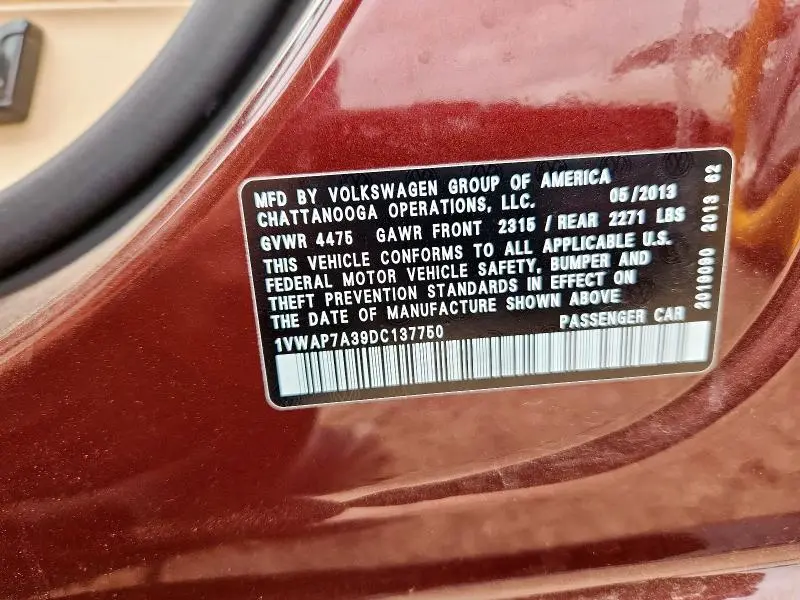 MFD BY VOLKSWAGEN GROUP OF AMERICA
CHATTANOOGA OPERATIONS, LLC. 05/2013
GVWR 4475 GAWR FRONT 2315 / REAR 2271 LBS
THIS VEHICLE CONFORMS TO ALL APPLICABLE U.S.
FEDERAL MOTOR VEHICLE SAFETY, BUMPER AND
THEFT PREVENTION STANDARDS IN EFFECT ON
THE DATE OF MANUFACTURE SHOWN ABOVE
1VWAP7A39DC137750 PASSENGER CAR
2019080 2013 62